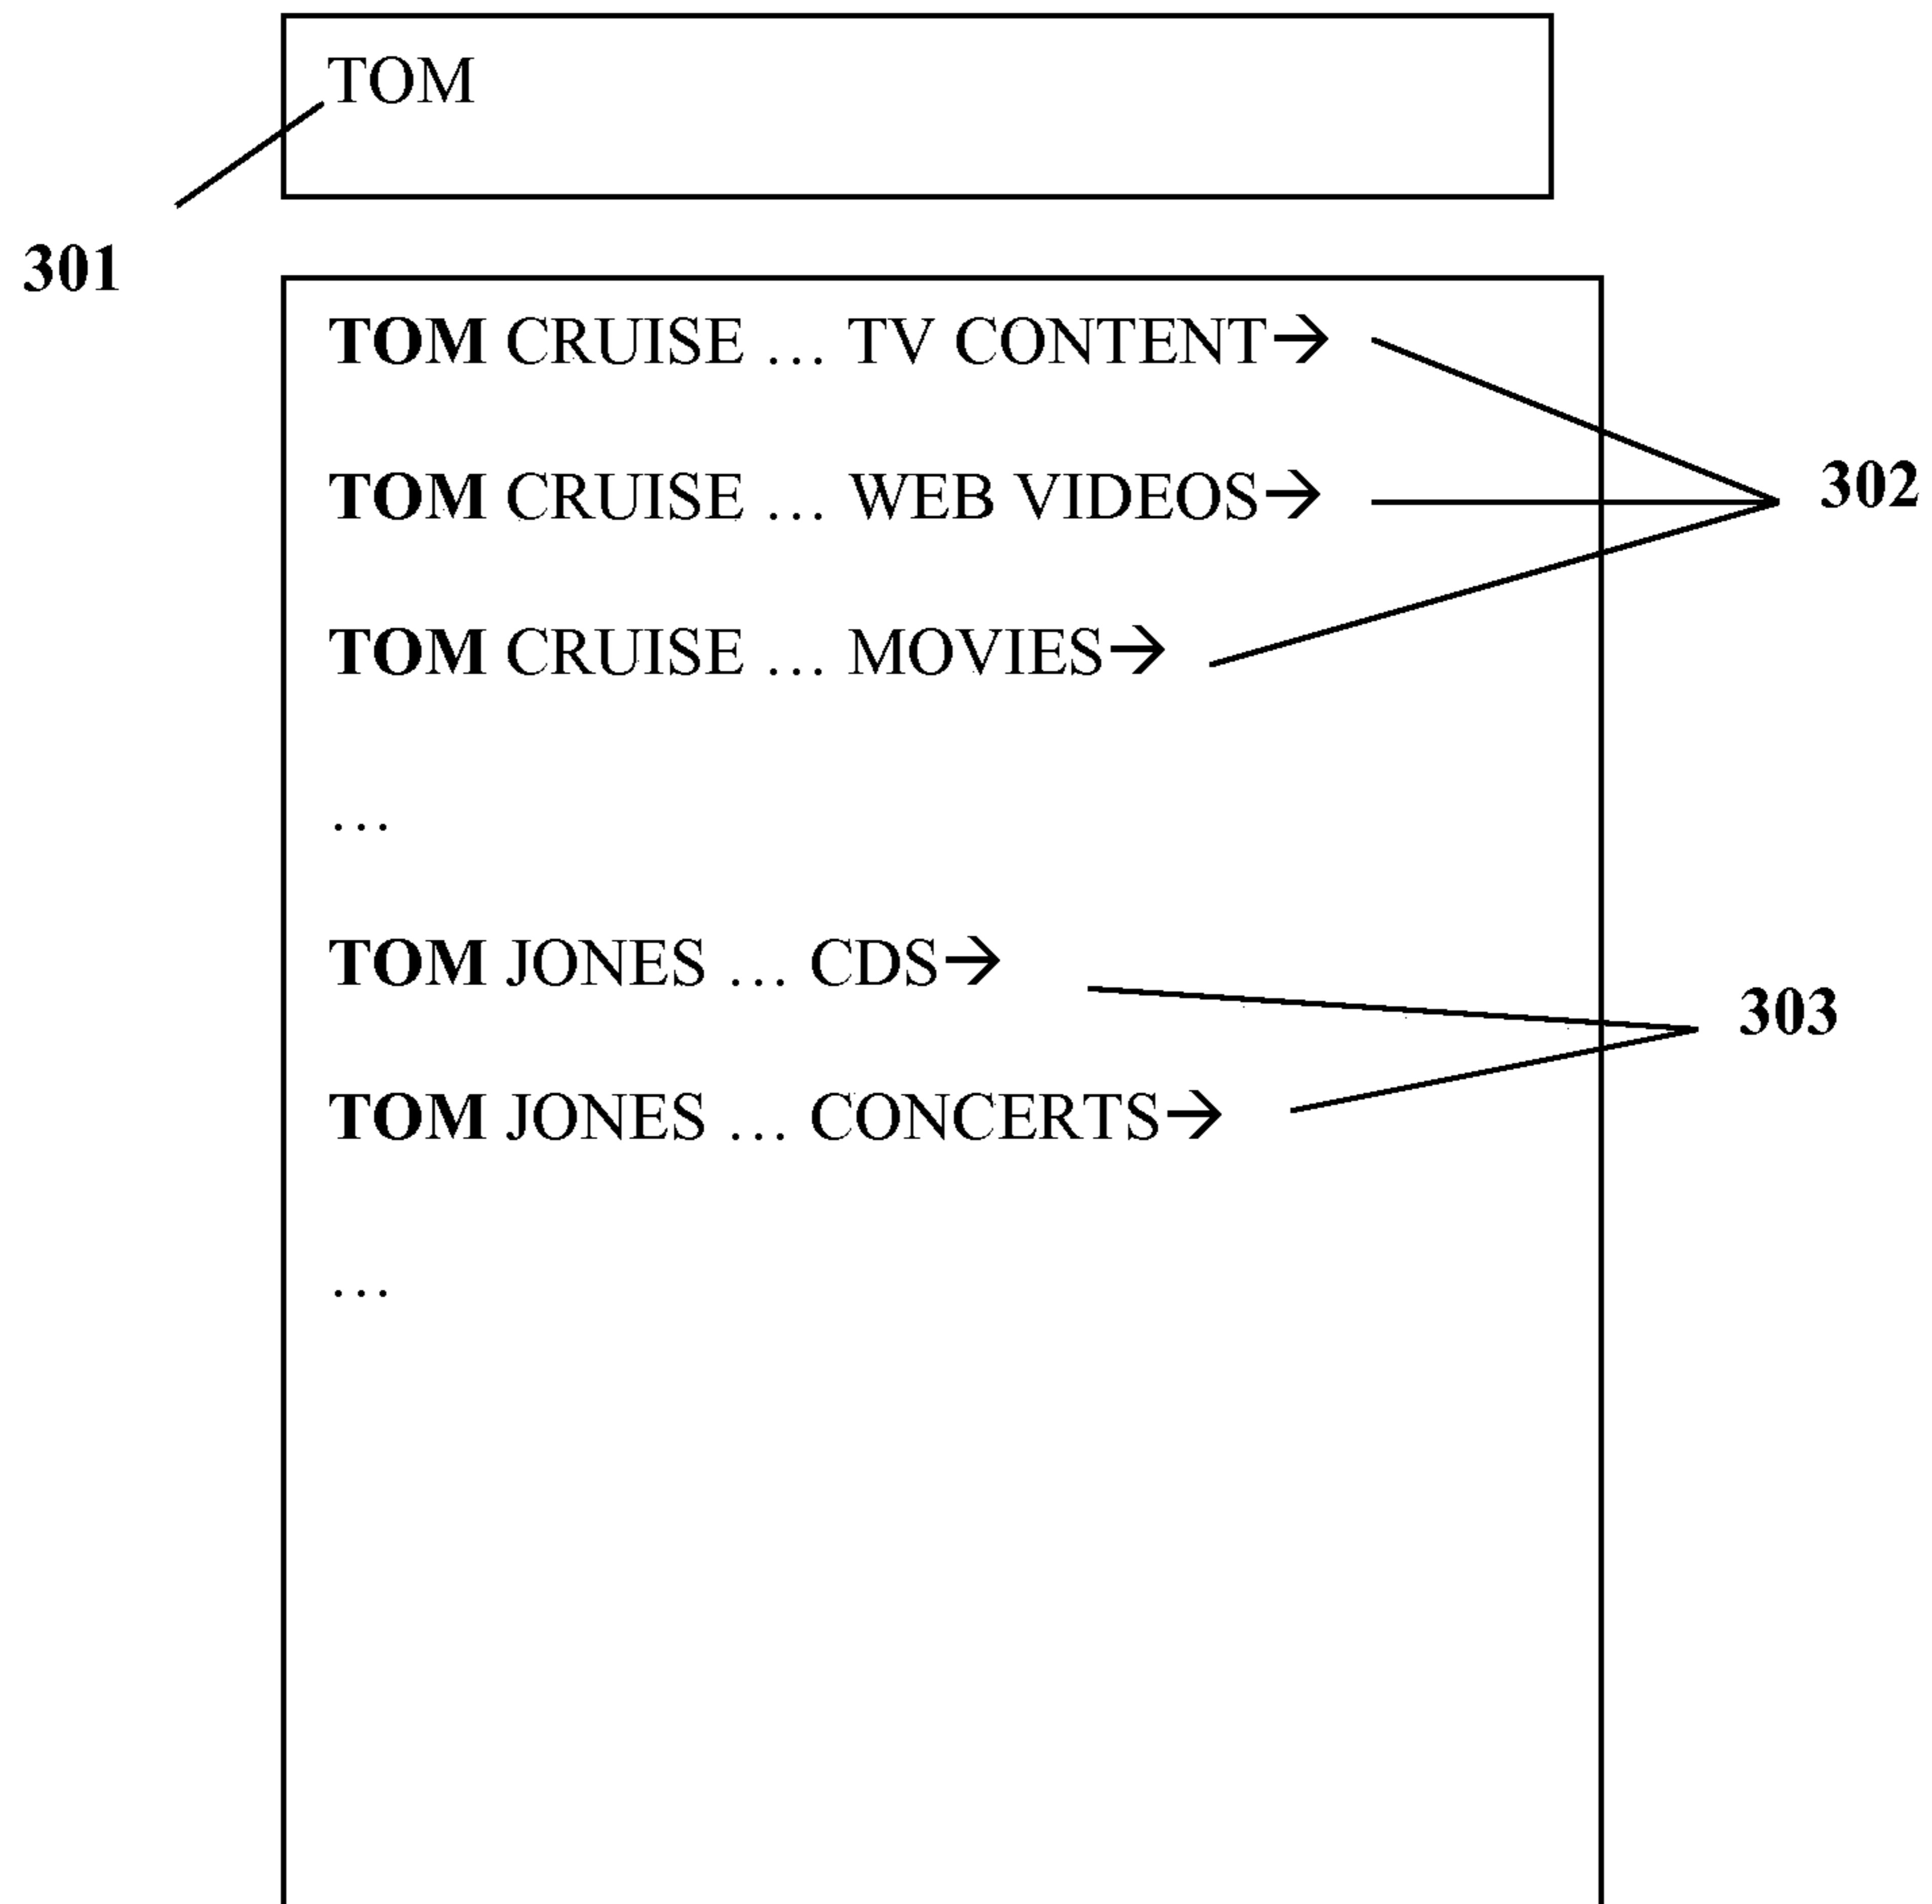 TOM
301
TOM CRUISE ... TV CONTENT→
TOM CRUISE ... WEB VIDEOS→
302
TOM CRUISE ... MOVIES→
...
TOM JONES ... CDS→
303
TOM JONES ... CONCERTS→
...